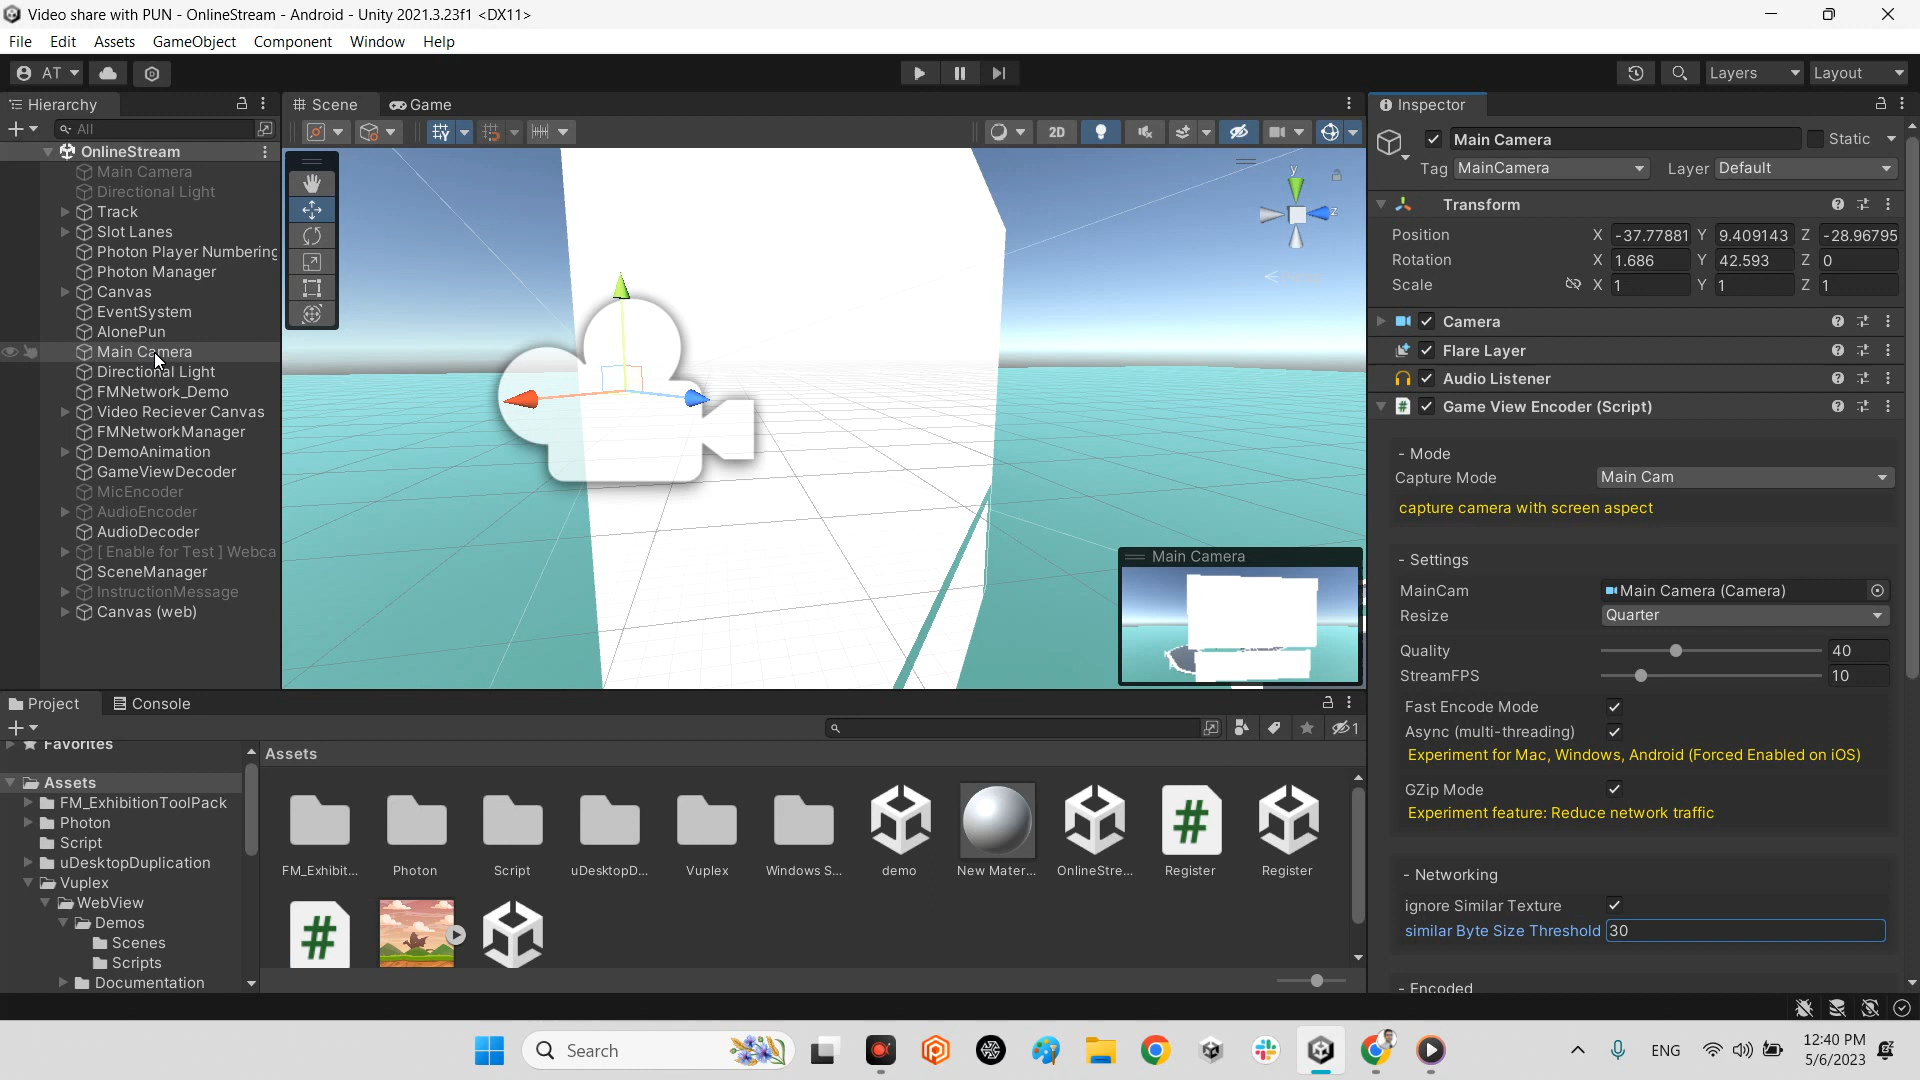 Video share with PUN - OnlineStream - Android - Unity 2021.3.23f1 <DX11>
File Edit Assets GameObject Component Window Help
AT
Layers Layout
Hierarchy
All
OnlineStream
Main Camera
Directional Light
Track
Slot Lanes
Photon Player Numbering
Photon Manager
Canvas
EventSystem
AlonePun
Main Camera
Directional Light
FMNetwork_Demo
Video Reciever Canvas
FMNetworkManager
DemoAnimation
GameViewDecoder
MicEncoder
AudioEncoder
AudioDecoder
[ Enable for Test ] Webca
SceneManager
InstructionMessage
Canvas (web)
Scene Game
2D
y
z
Main Camera
Inspector
Main Camera Static
Tag MainCamera Layer Default
Transform
Position X -37.77881 Y 9.409143 Z -28.96795
Rotation X 1.686 Y 42.593 Z 0
Scale X 1 Y 1 Z 1
Camera
Flare Layer
Audio Listener
Game View Encoder (Script)
- Mode
Capture Mode Main Cam
capture camera with screen aspect
- Settings
MainCam Main Camera (Camera)
Resize Quarter
Quality 40
StreamFPS 10
Fast Encode Mode
Async (multi-threading)
Experiment for Mac, Windows, Android (Forced Enabled on iOS)
GZip Mode
Experiment feature: Reduce network traffic
- Networking
ignore Similar Texture
similar Byte Size Threshold 30
- Encoded
Project Console
1
Favorites
Assets
FM_ExhibitionToolPack
Photon
Script
uDesktopDuplication
Vuplex
WebView
Demos
Scenes
Scripts
Documentation
Assets
FM_Exhibit... Photon Script uDesktopD... Vuplex Windows S... demo New Mater... OnlineStre... Register Register
Search
ENG
12:40 PM
5/6/2023